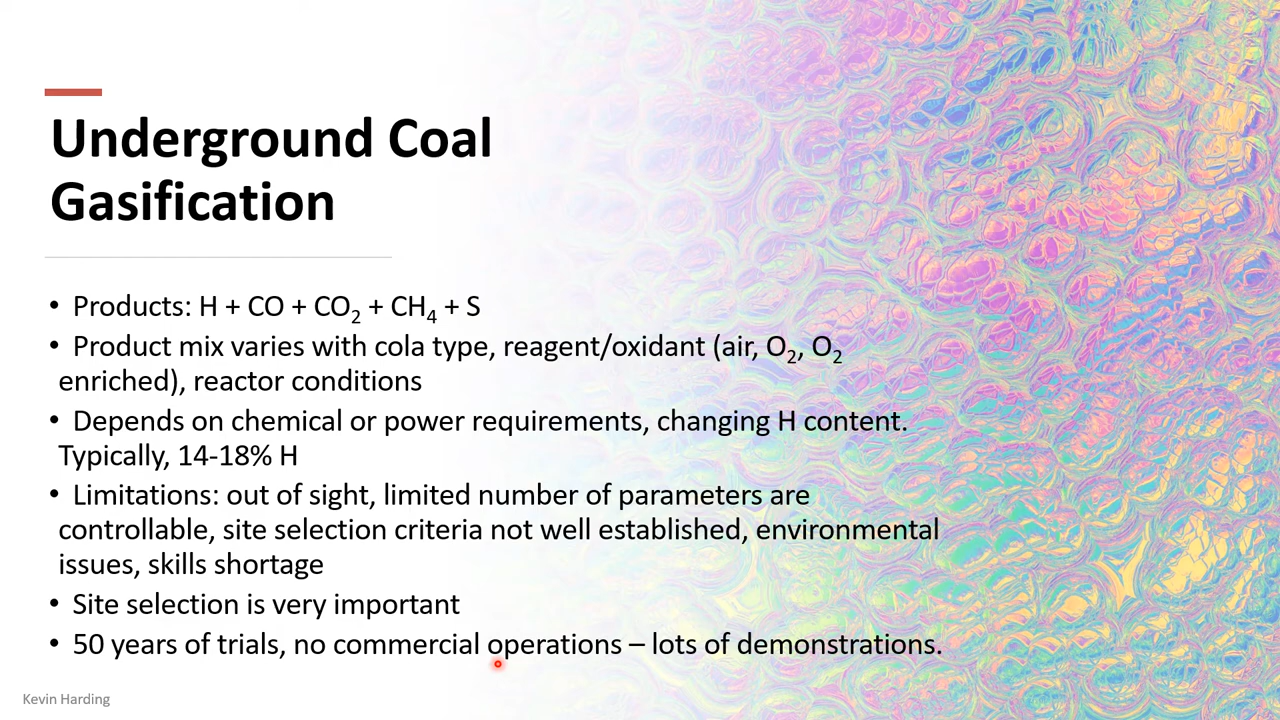 Underground Coal
Gasification
• Products: H + CO + CO₂ + CH₄ + S
• Product mix varies with cola type, reagent/oxidant (air, O₂, O₂
enriched), reactor conditions
• Depends on chemical or power requirements, changing H content.
Typically, 14-18% H
• Limitations: out of sight, limited number of parameters are
controllable, site selection criteria not well established, environmental
issues, skills shortage
• Site selection is very important
• 50 years of trials, no commercial operations – lots of demonstrations.
Kevin Harding